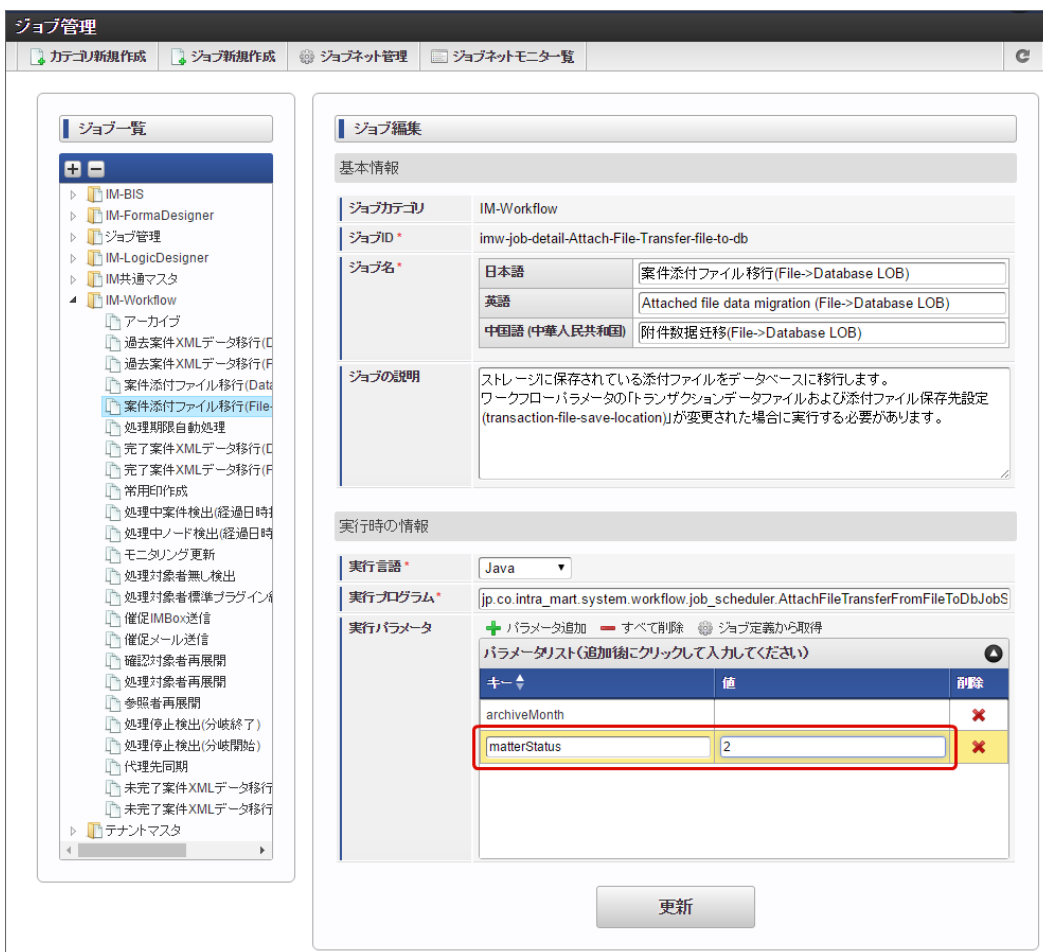 ジョブ管理
カテゴリ新規作成 ジョブ新規作成 ジョブネット管理 ジョブネットモニター覧
ジョブ一覧
IM-BIS
IM-FormaDesigner
ジョブ管理
IM-LogicDesigner
IM共通マスタ
IM-Workflow
アーカイブ
過去案件XMLデータ移行(D
過去案件XMLデータ移行(F
案件添付ファイル移行(Data
案件添付ファイル移行(File-
処理期限自動処理
完了案件XMLデータ移行(D
完了案件XMLデータ移行(F
常用印作成
処理中案件検出(経過日時
処理中ノード検出(経過日時
モニタリング更新
処理対象者無し検出
処理対象者標準プラグイン
催促IMBox送信
催促メール送信
確認対象者再展開
処理対象者再展開
参照者再展開
処理停止検出(分岐終了)
処理停止検出(分岐開始)
代理先同期
未完了案件XMLデータ移行
未完了案件XMLデータ移行
テナントマスタ
ジョブ編集
基本情報
ジョブカテゴリ IM-Workflow
ジョブID * imw-job-detail-Attach-File-Transfer-file-to-db
ジョブ名 * 日本語 案件添付ファイル移行(File->Database LOB)
英語 Attached file data migration (File->Database LOB)
中国語 (中華人民共和国) 附件数据迁移(File->Database LOB)
ジョブの説明 ストレージに保存されている添付ファイルをデータベースに移行します。
ワークフローパラメータの「トランザクションデータファイルおよび添付ファイル保存先設定
(transaction-file-save-location)」が変更された場合に実行する必要があります。
実行時の情報
実行言語 * Java
実行プログラム * jp.co.intra_mart.system.workflow.job_scheduler.AttachFileTransferFromFileToDbJobS
実行パラメータ パラメータ追加 すべて削除 ジョブ定義から取得
パラメータリスト(追加後にクリックして入力してください)
キー 値 削除
archiveMonth
matterStatus 2
更新